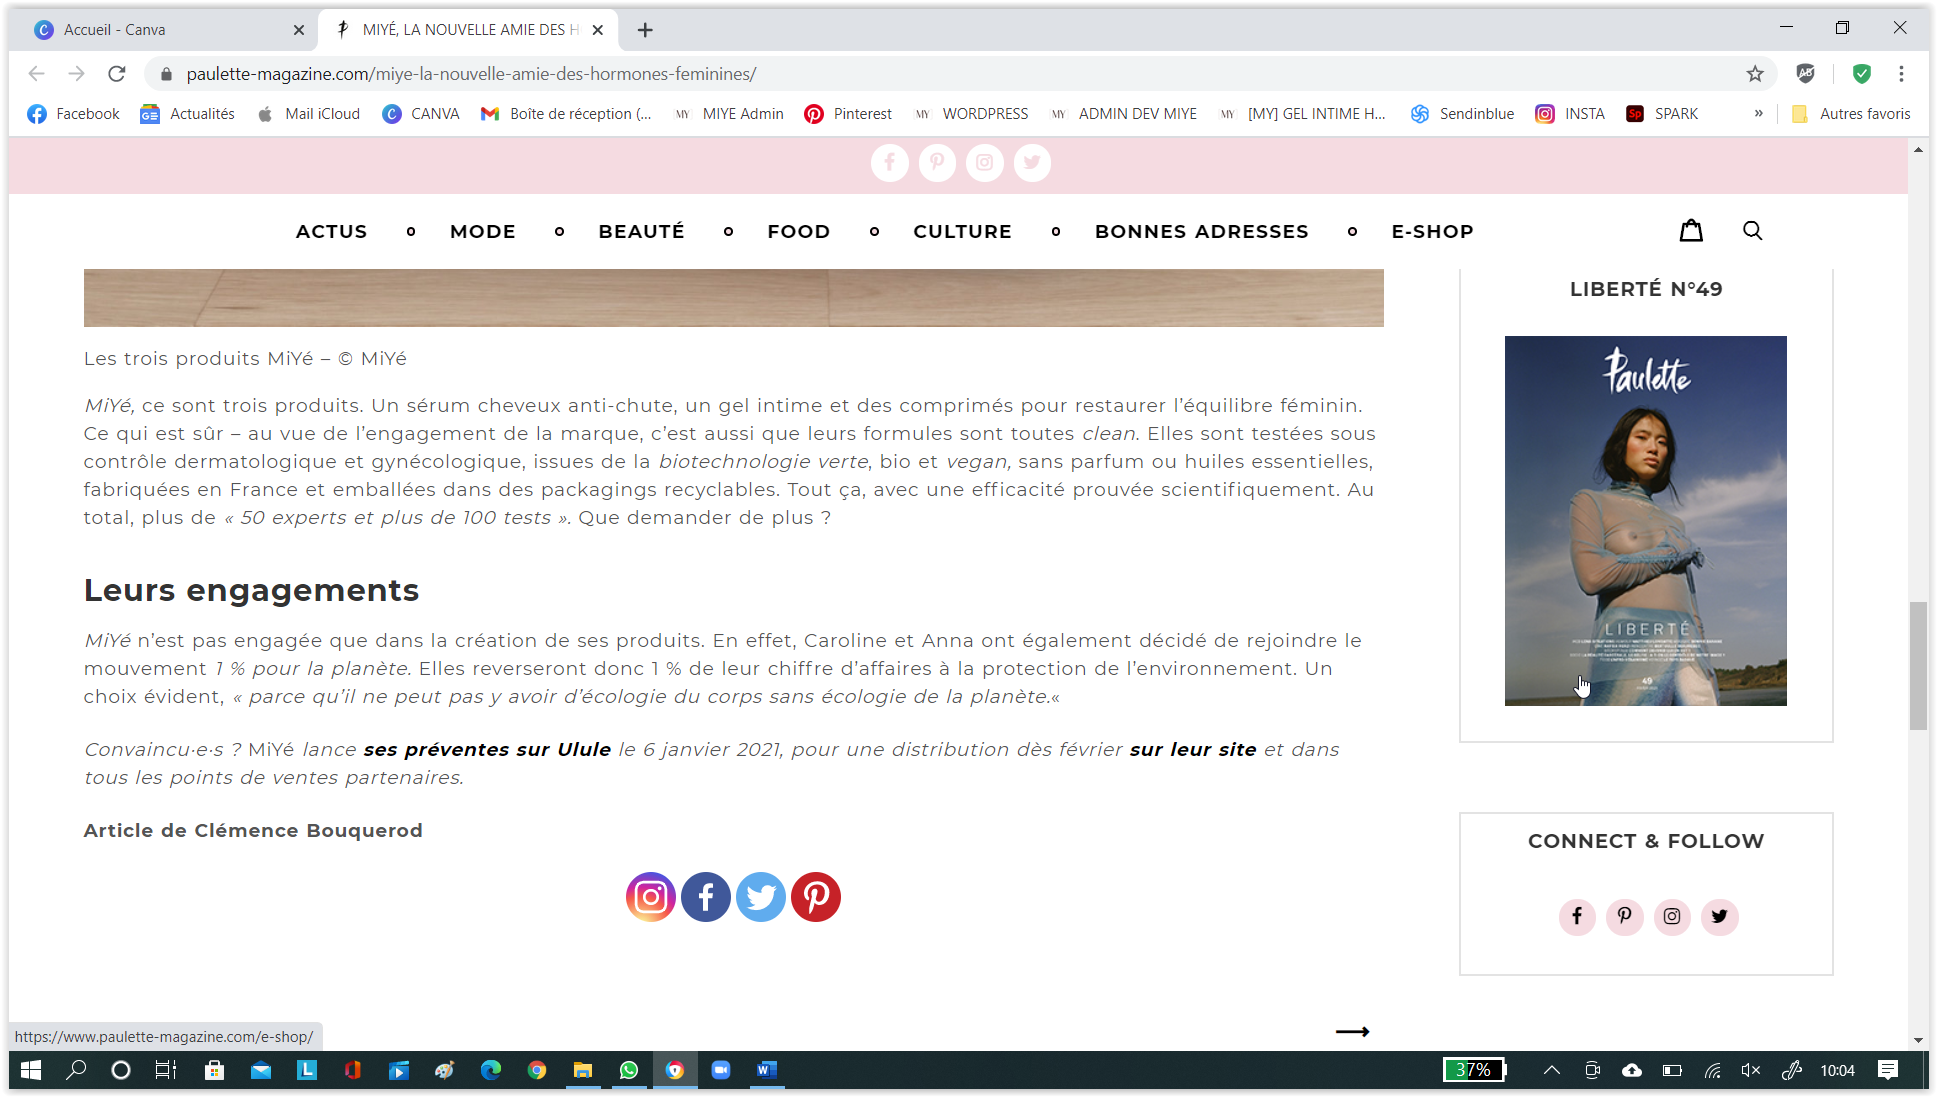 Accueil - Canva
MIYÉ, LA NOUVELLE AMIE DES H
paulette-magazine.com/miye-la-nouvelle-amie-des-hormones-feminines/
Facebook
Actualités
Mail iCloud
CANVA
Boîte de réception (...
MIYE Admin
Pinterest
WORDPRESS
ADMIN DEV MIYE
[MY] GEL INTIME H...
Sendinblue
INSTA
SPARK
»
Autres favoris
ACTUS
MODE
BEAUTÉ
FOOD
CULTURE
BONNES ADRESSES
E-SHOP
Les trois produits MiYé – © MiYé
MiYé, ce sont trois produits. Un sérum cheveux anti-chute, un gel intime et des comprimés pour restaurer l’équilibre féminin.
Ce qui est sûr – au vue de l’engagement de la marque, c’est aussi que leurs formules sont toutes clean. Elles sont testées sous
contrôle dermatologique et gynécologique, issues de la biotechnologie verte, bio et vegan, sans parfum ou huiles essentielles,
fabriquées en France et emballées dans des packagings recyclables. Tout ça, avec une efficacité prouvée scientifiquement. Au
total, plus de « 50 experts et plus de 100 tests ». Que demander de plus ?
Leurs engagements
MiYé n’est pas engagée que dans la création de ses produits. En effet, Caroline et Anna ont également décidé de rejoindre le
mouvement 1 % pour la planète. Elles reverseront donc 1 % de leur chiffre d’affaires à la protection de l’environnement. Un
choix évident, « parce qu’il ne peut pas y avoir d’écologie du corps sans écologie de la planète.«
Convaincu·e·s ? MiYé lance ses préventes sur Ulule le 6 janvier 2021, pour une distribution dès février sur leur site et dans
tous les points de ventes partenaires.
Article de Clémence Bouquerod
LIBERTÉ N°49
Paulette
LIBERTÉ
49
CONNECT & FOLLOW
https://www.paulette-magazine.com/e-shop/
37%
10:04